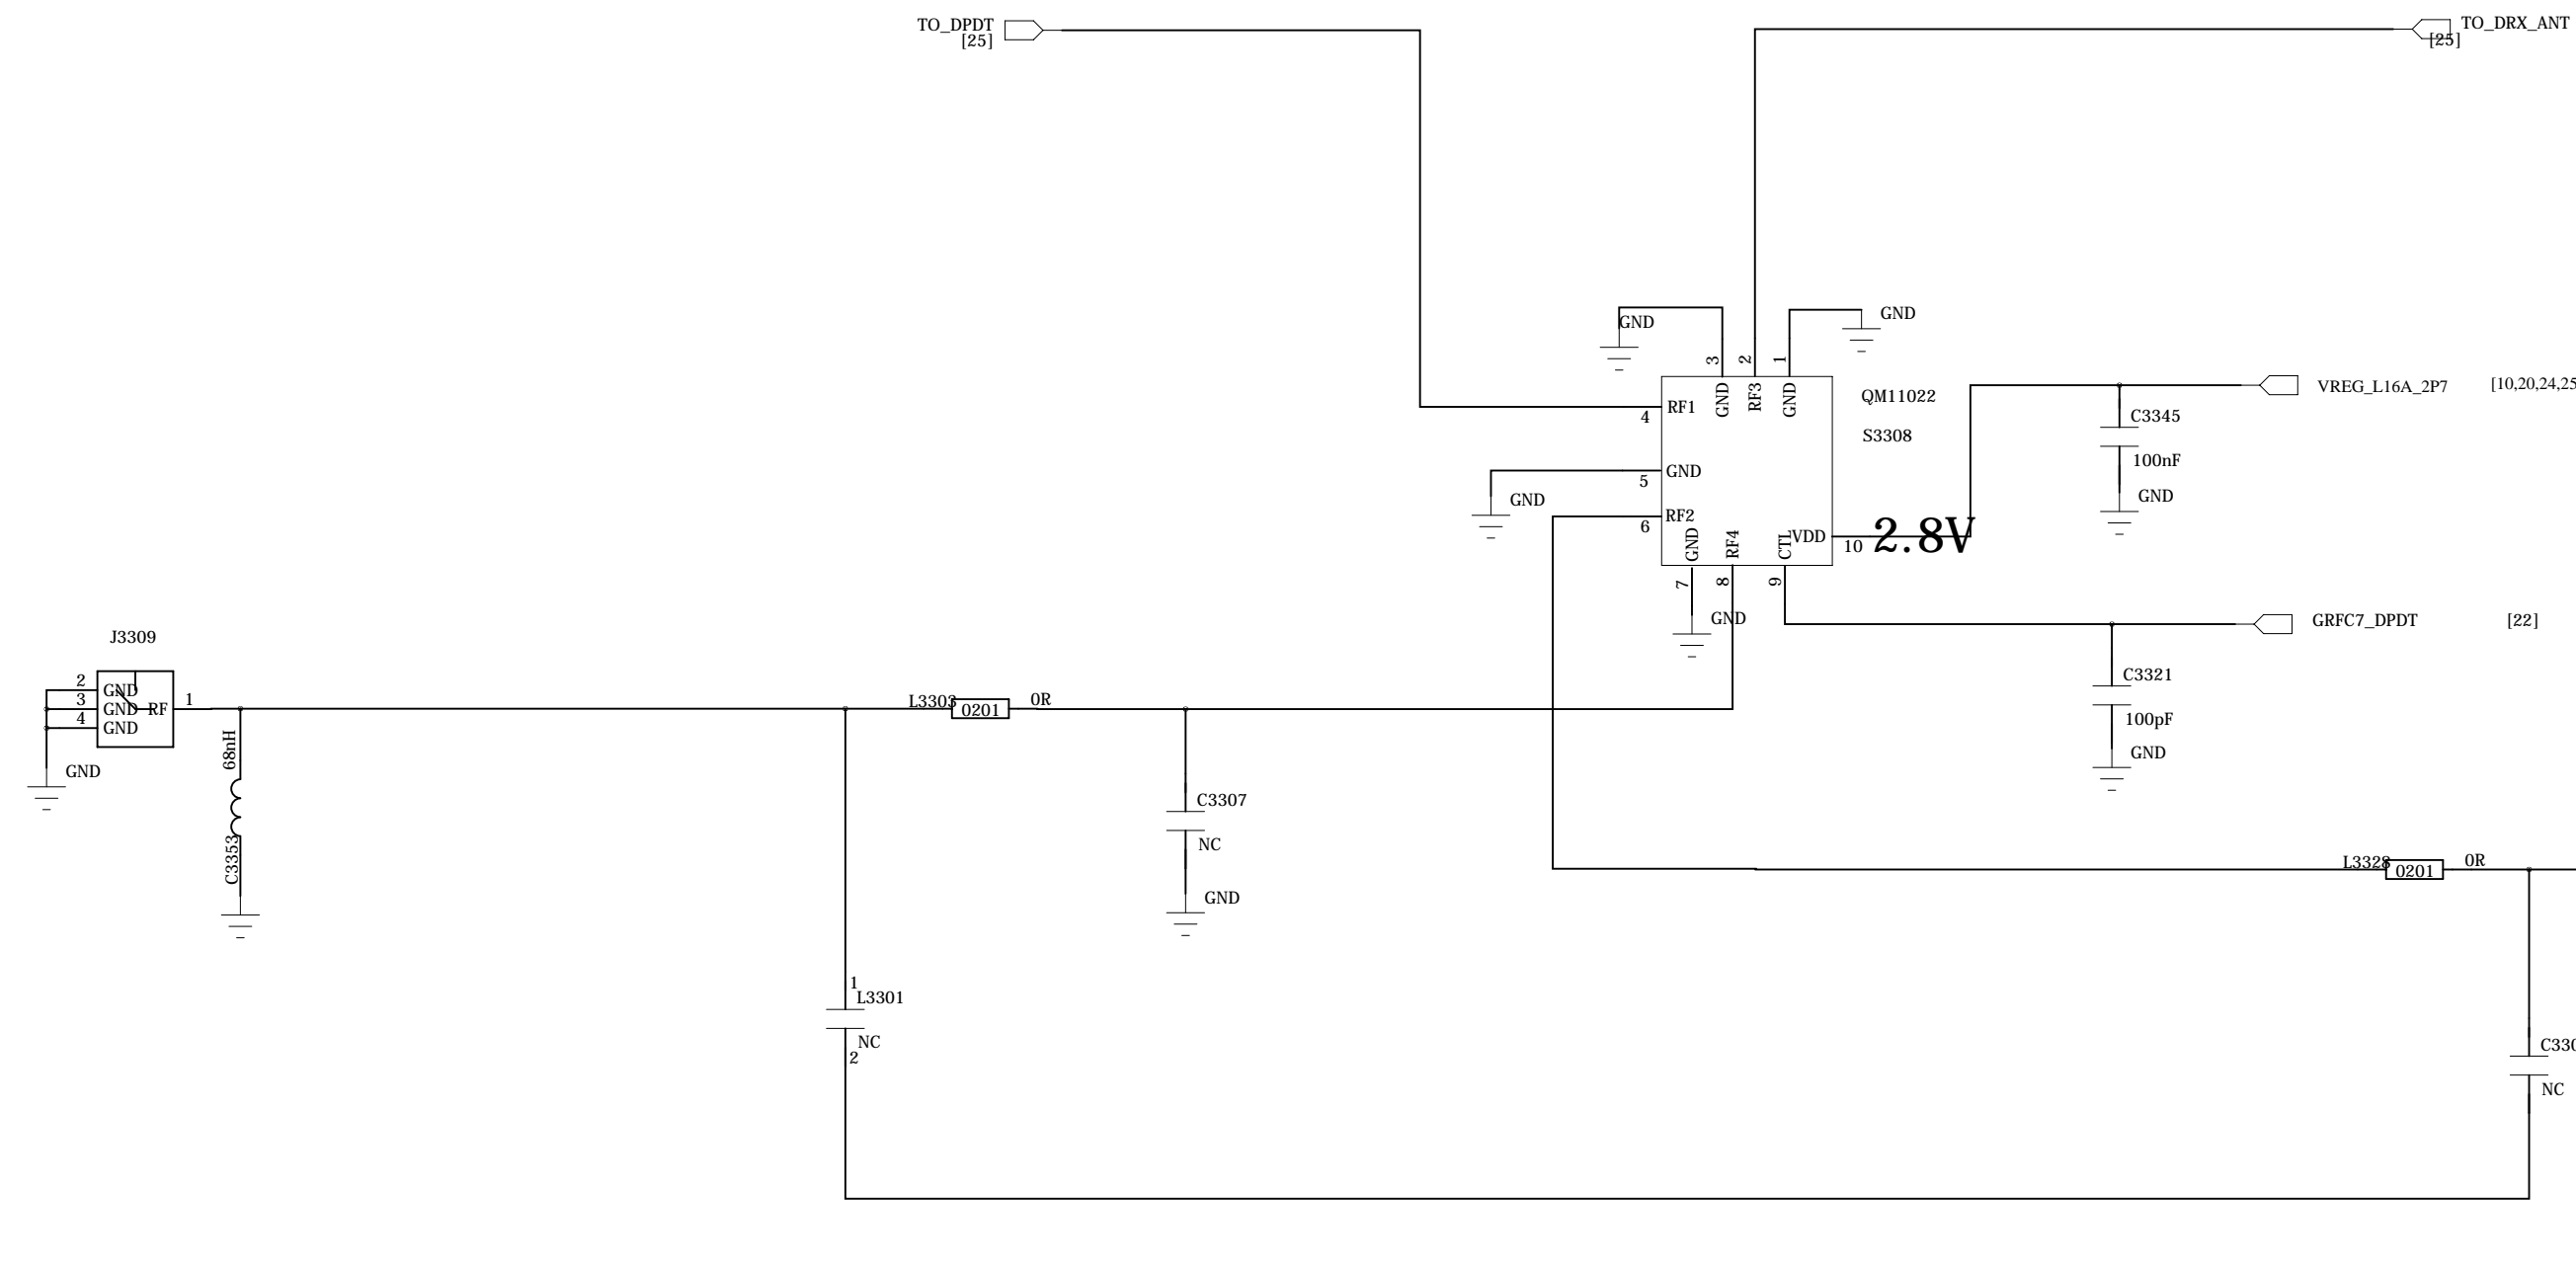 TO_DPDT
[25]
TO_DRX_ANT
[25]
GND
GND
3
2
1
GND
RF3
GND
QM11022
S3308
4
RF1
5
GND
GND
6
RF2
GND
RF4
CTL
VDD
10
2.8V
7
8
9
GND
VREG_L16A_2P7
[10,20,24,25
C3345
100nF
GND
GRFC7_DPDT
[22]
C3321
100pF
GND
J3309
2
GND
3
GND
RF
1
4
GND
GND
68nH
C3353
L3303
0201
0R
C3307
NC
GND
L3328
0201
0R
1
L3301
NC
2
C330
NC